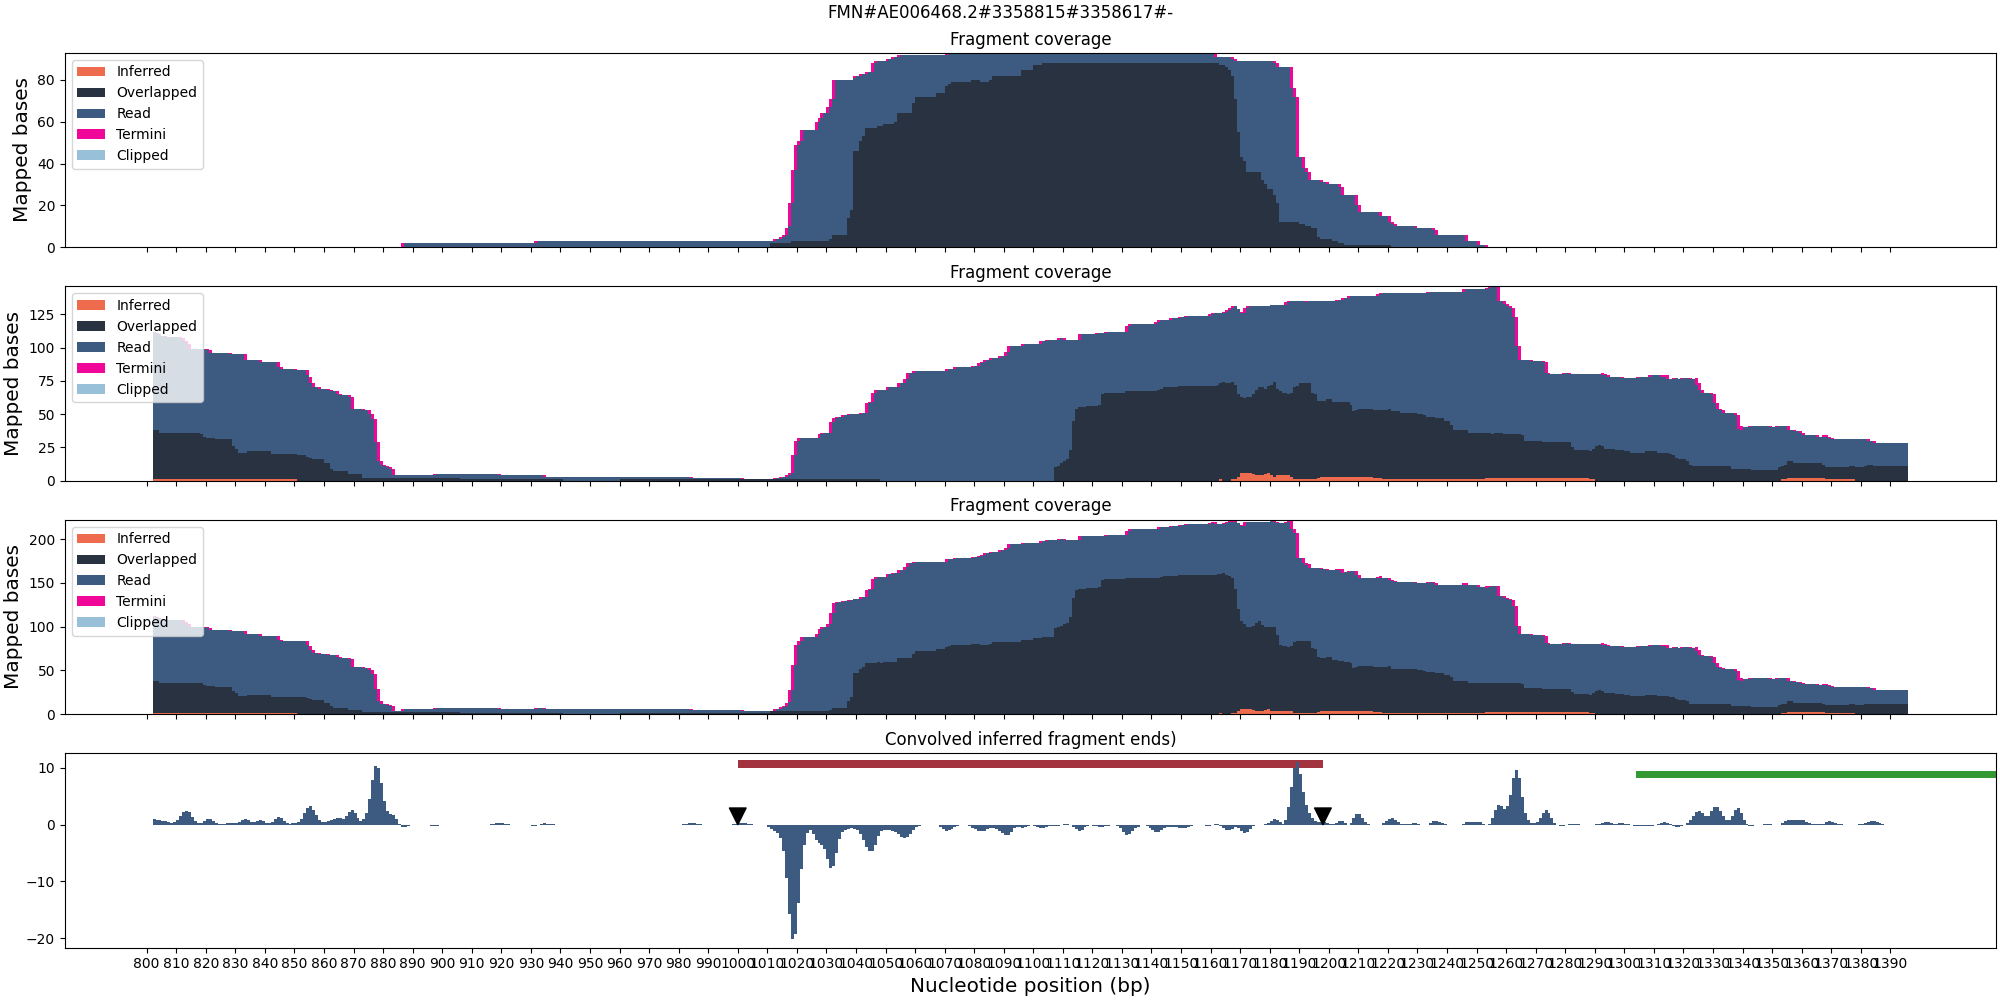 FMN#AE006468.2#3358815#3358617#-
Fragment coverage
Mapped bases
80
60
40
20
0
Inferred
Overlapped
Read
Termini
Clipped
Fragment coverage
Mapped bases
125
100
75
50
25
0
Inferred
Overlapped
Read
Termini
Clipped
Fragment coverage
Mapped bases
200
150
100
50
0
Inferred
Overlapped
Read
Termini
Clipped
Convolved inferred fragment ends)
10
0
−10
−20
800 810 820 830 840 850 860 870 880 890 900 910 920 930 940 950 960 970 980 990 1000 1010 1020 1030 1040 1050 1060 1070 1080 1090 1100 1110 1120 1130 1140 1150 1160 1170 1180 1190 1200 1210 1220 1230 1240 1250 1260 1270 1280 1290 1300 1310 1320 1330 1340 1350 1360 1370 1380 1390
Nucleotide position (bp)